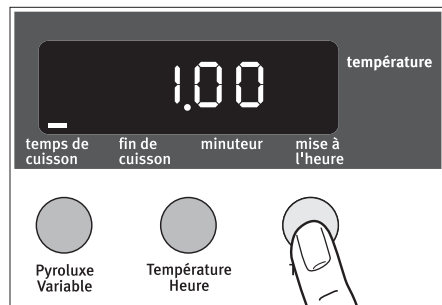 1.00
température
temps de
cuisson
fin de
cuisson
minuteur
mise à
l'heure
Pyroluxe
Variable
Température
Heure